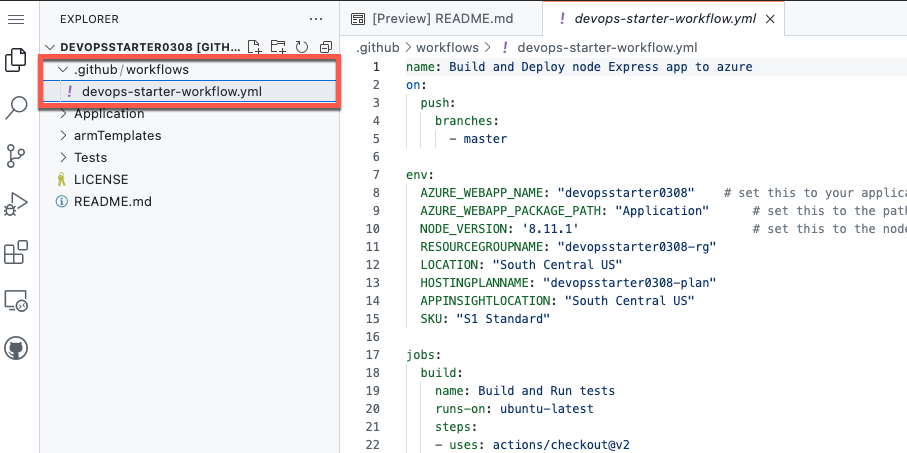 EXPLORER
DEVOPSSTARTER0308 [GITH...
.github/workflows
! devops-starter-workflow.yml
Application
armTemplates
Tests
LICENSE
README.md
[Preview] README.md
! devops-starter-workflow.yml
.github > workflows > ! devops-starter-workflow.yml
1 name: Build and Deploy node Express app to azure
2 on:
3 push:
4 branches:
5 - master
6
7 env:
8 AZURE_WEBAPP_NAME: "devopsstarter0308" # set this to your applica
9 AZURE_WEBAPP_PACKAGE_PATH: "Application" # set this to the path
10 NODE_VERSION: '8.11.1' # set this to the node
11 RESOURCEGROUPNAME: "devopsstarter0308-rg"
12 LOCATION: "South Central US"
13 HOSTINGPLANNAME: "devopsstarter0308-plan"
14 APPINSIGHTLOCATION: "South Central US"
15 SKU: "S1 Standard"
16
17 jobs:
18 build:
19 name: Build and Run tests
20 runs-on: ubuntu-latest
21 steps:
22 - uses: actions/checkout@v2